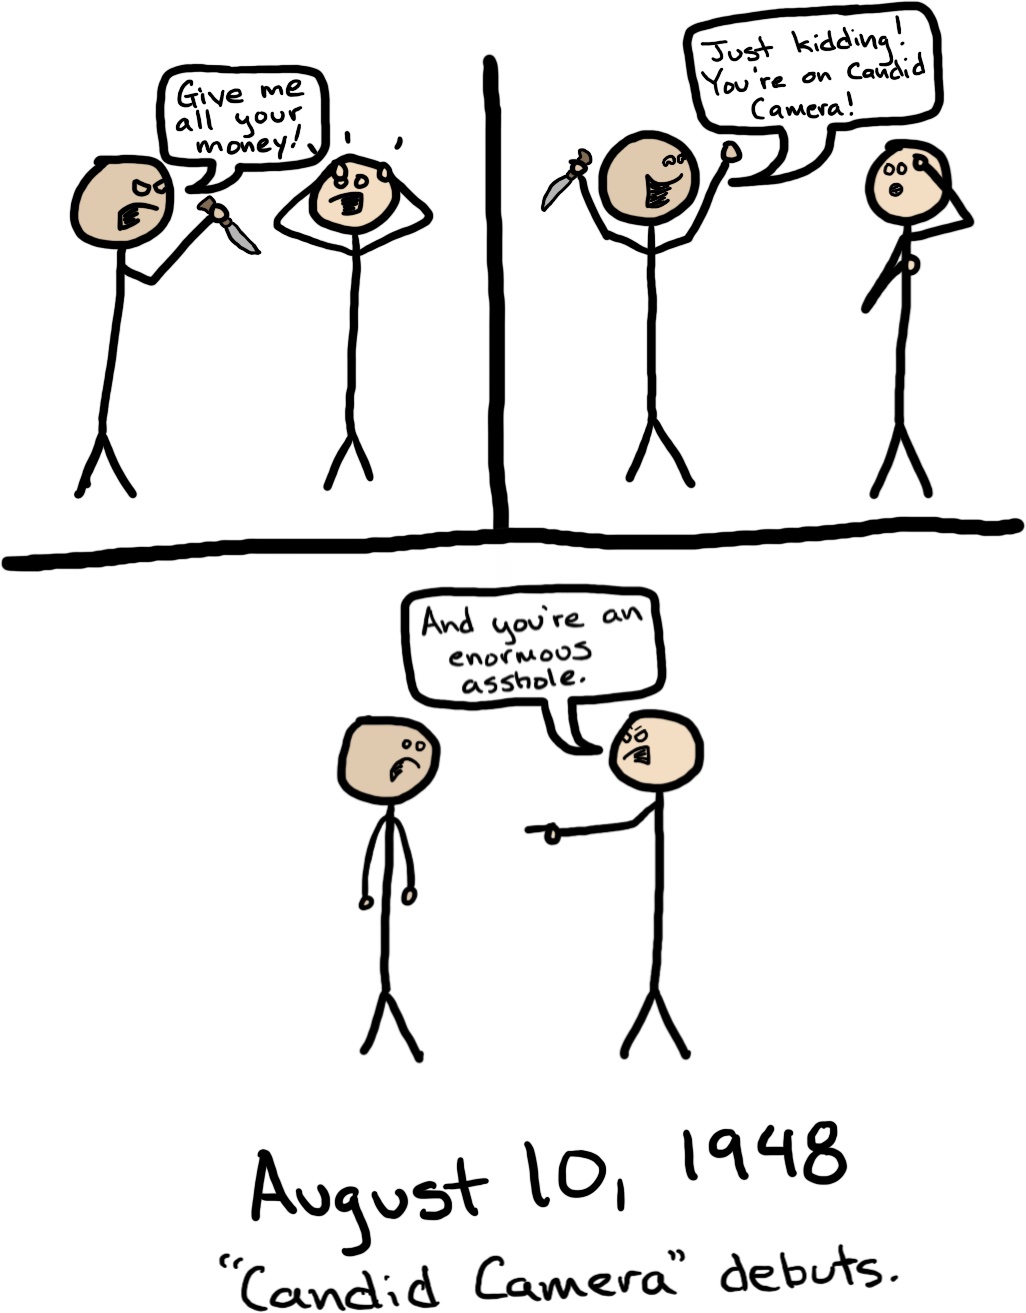 Give me
all your
money!
Just kidding!
You're on Candid
Camera!
And you're an
enormous
asshole.
August 10, 1948
"Candid Camera" debuts.